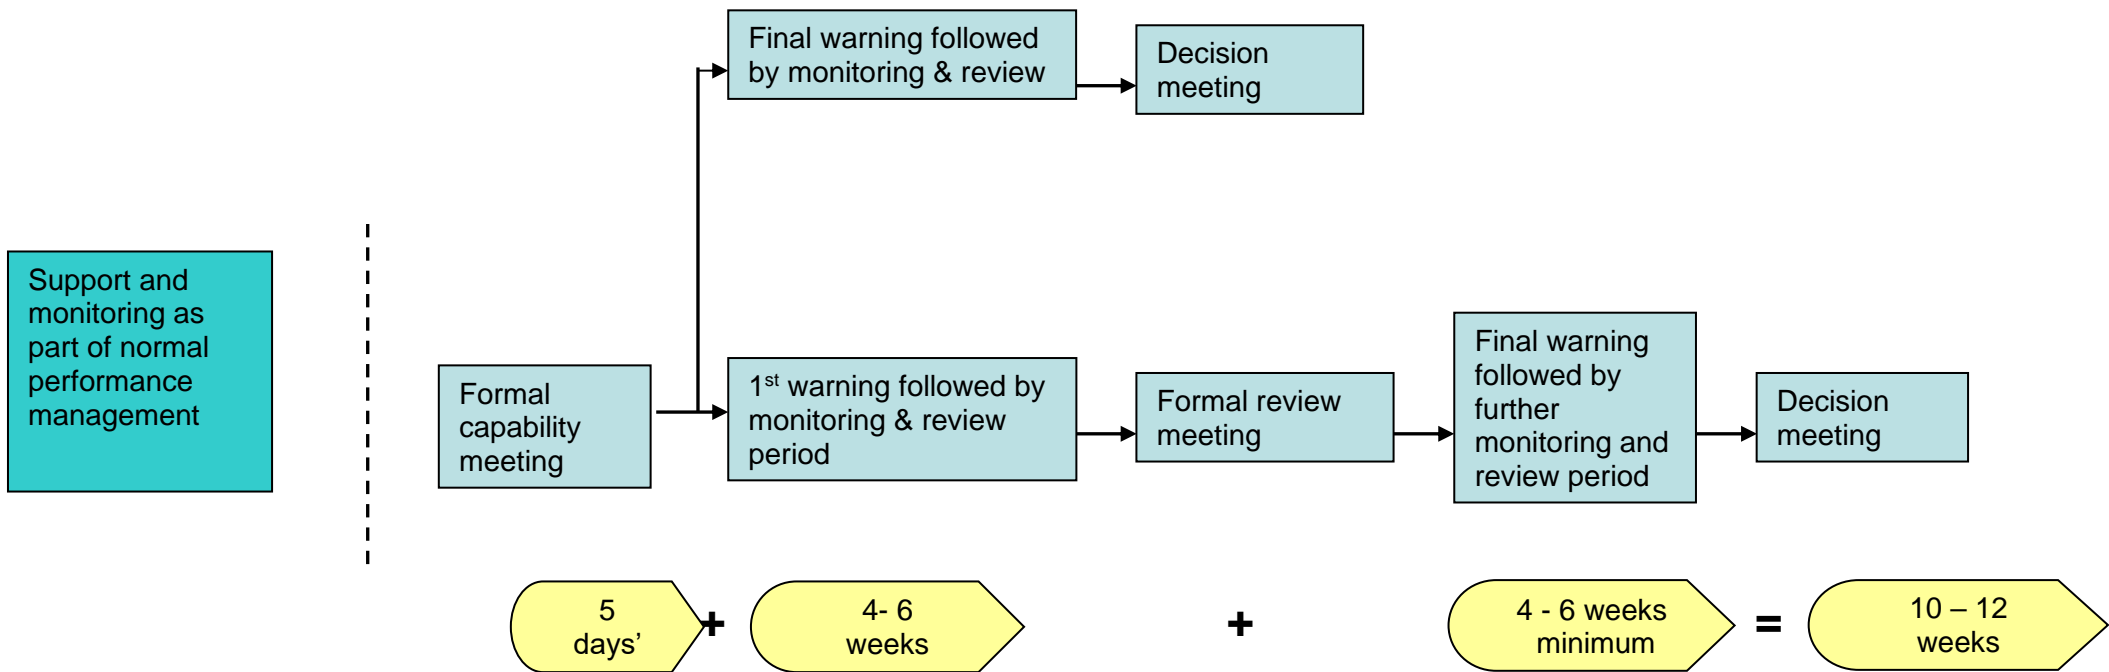 Final warning followed
by monitoring & review
Decision
meeting
Support and
monitoring as
part of normal
performance
management
Formal
capability
meeting
1st warning followed by
monitoring & review
period
Formal review
meeting
Final warning
followed by
further
monitoring and
review period
Decision
meeting
5
days’
+
4- 6
weeks
+
4 - 6 weeks
minimum
=
10 – 12
weeks